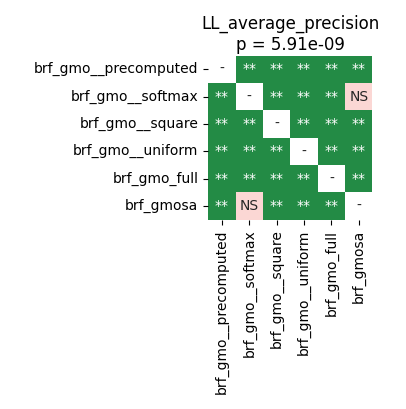 LL_average_precision
p = 5.91e-09
brf_gmo__precomputed - ** ** ** ** **
brf_gmo__softmax ** - ** ** ** NS
brf_gmo__square ** ** - ** ** **
brf_gmo__uniform ** ** ** - ** **
brf_gmo_full ** ** ** ** - **
brf_gmosa ** NS ** ** ** -
brf_gmo__precomputed
brf_gmo__softmax
brf_gmo__square
brf_gmo__uniform
brf_gmo_full
brf_gmosa